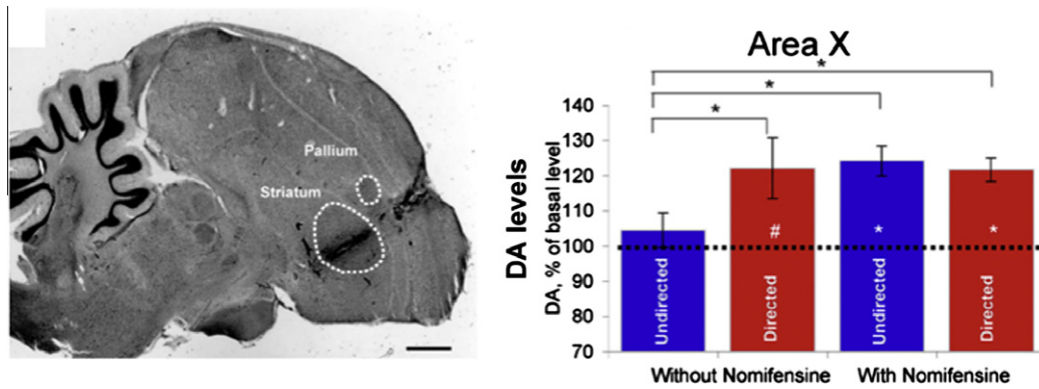 Pallium
Striatum
Area X
*
*
*
DA levels
DA, % of basal level
140
130
120
110
100
90
80
70
# * *
Undirected Directed Undirected Directed
Without Nomifensine With Nomifensine